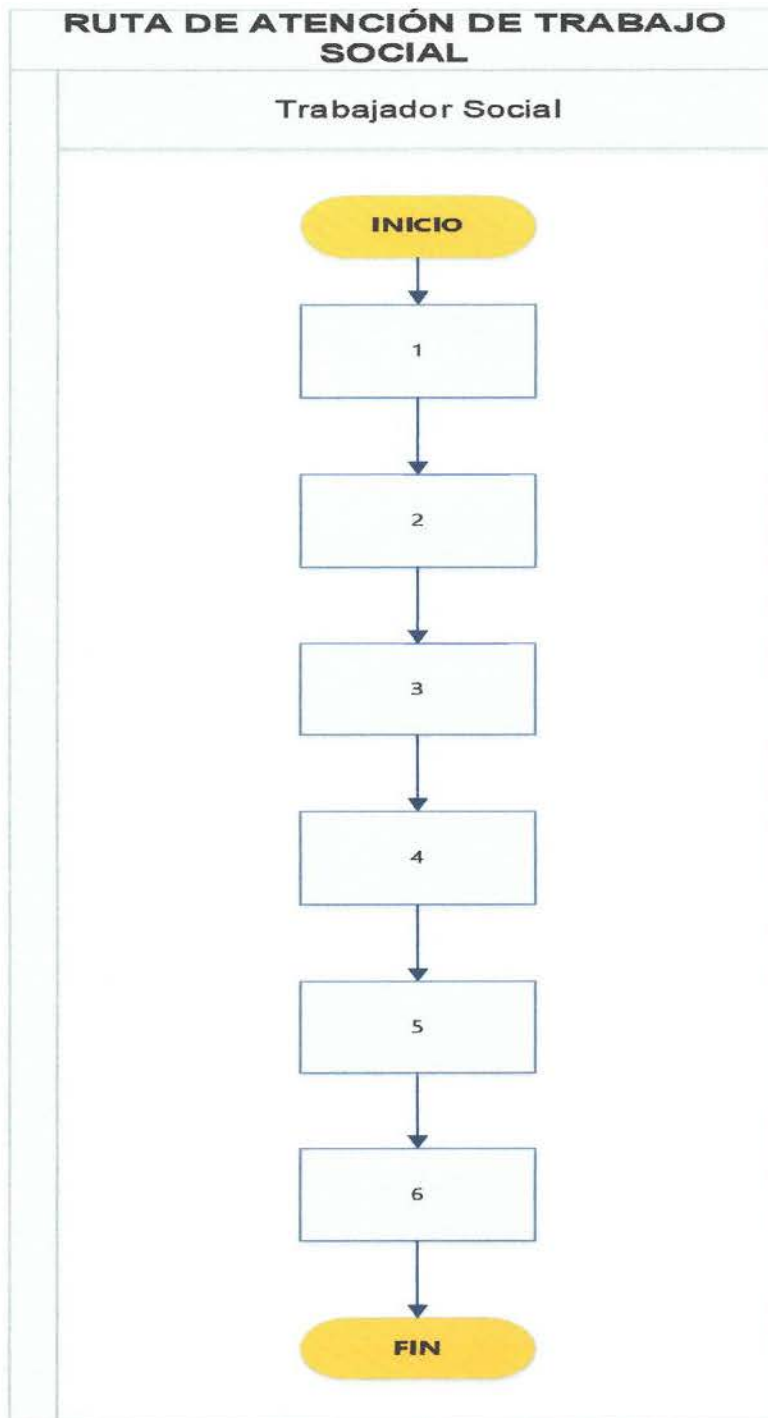 RUTA DE ATENCIÓN DE TRABAJO
SOCIAL
Trabajador Social
INICIO
1
2
3
4
5
6
FIN